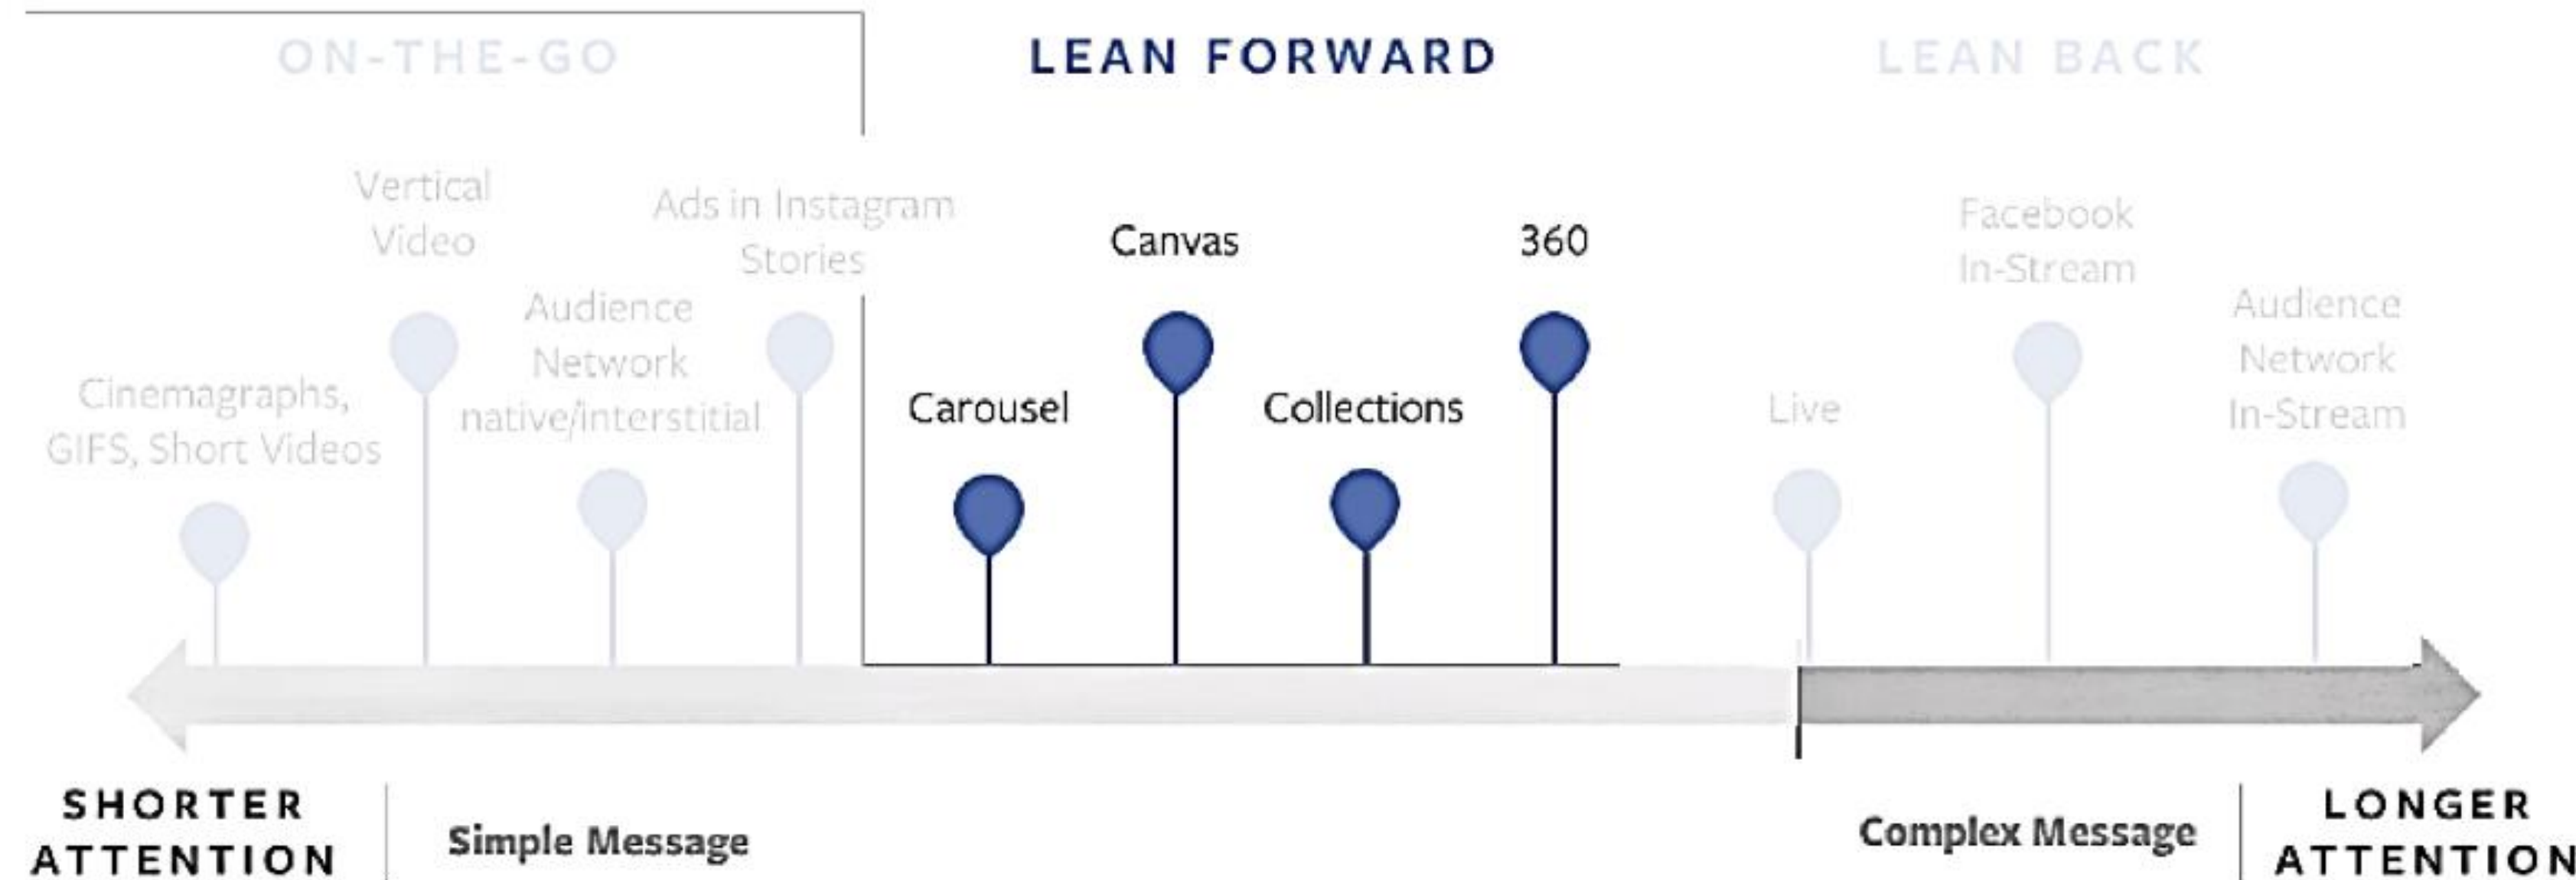 ON-THE-GO
LEAN FORWARD
LEAN BACK
Vertical
Video
Ads in Instagram
Stories
Audience
Network
native/interstitial
Cinemagraphs,
GIFS, Short Videos
Canvas
360
Carousel
Collections
Facebook
In-Stream
Audience
Network
In-Stream
Live
SHORTER
ATTENTION
Simple Message
Complex Message
LONGER
ATTENTION